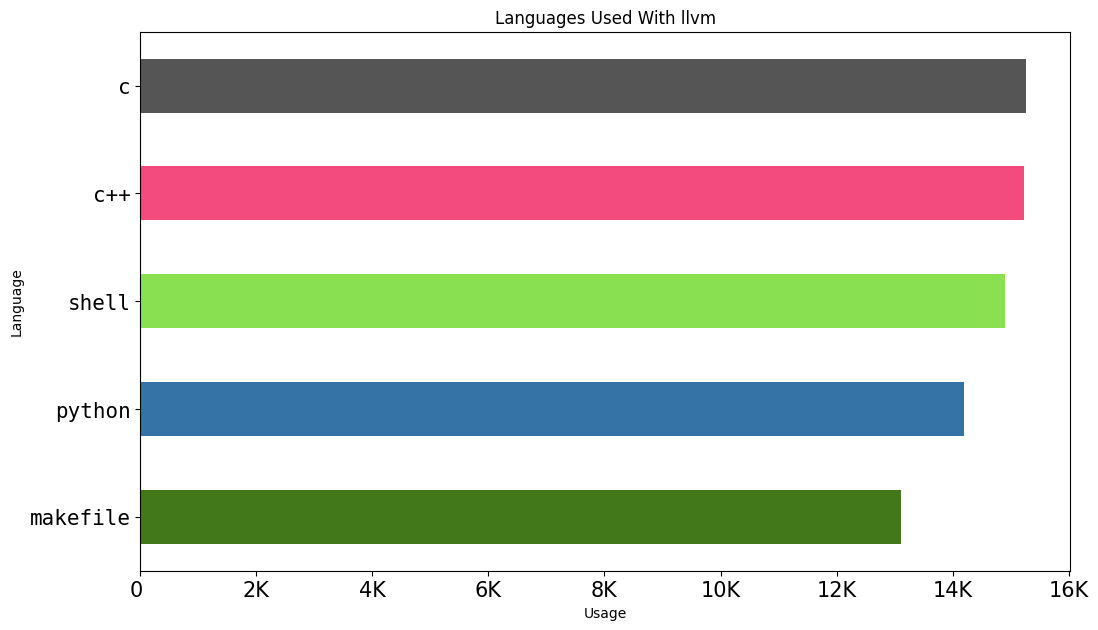 Languages Used With llvm
c
c++
shell
python
makefile
Language
0 2K 4K 6K 8K 10K 12K 14K 16K
Usage